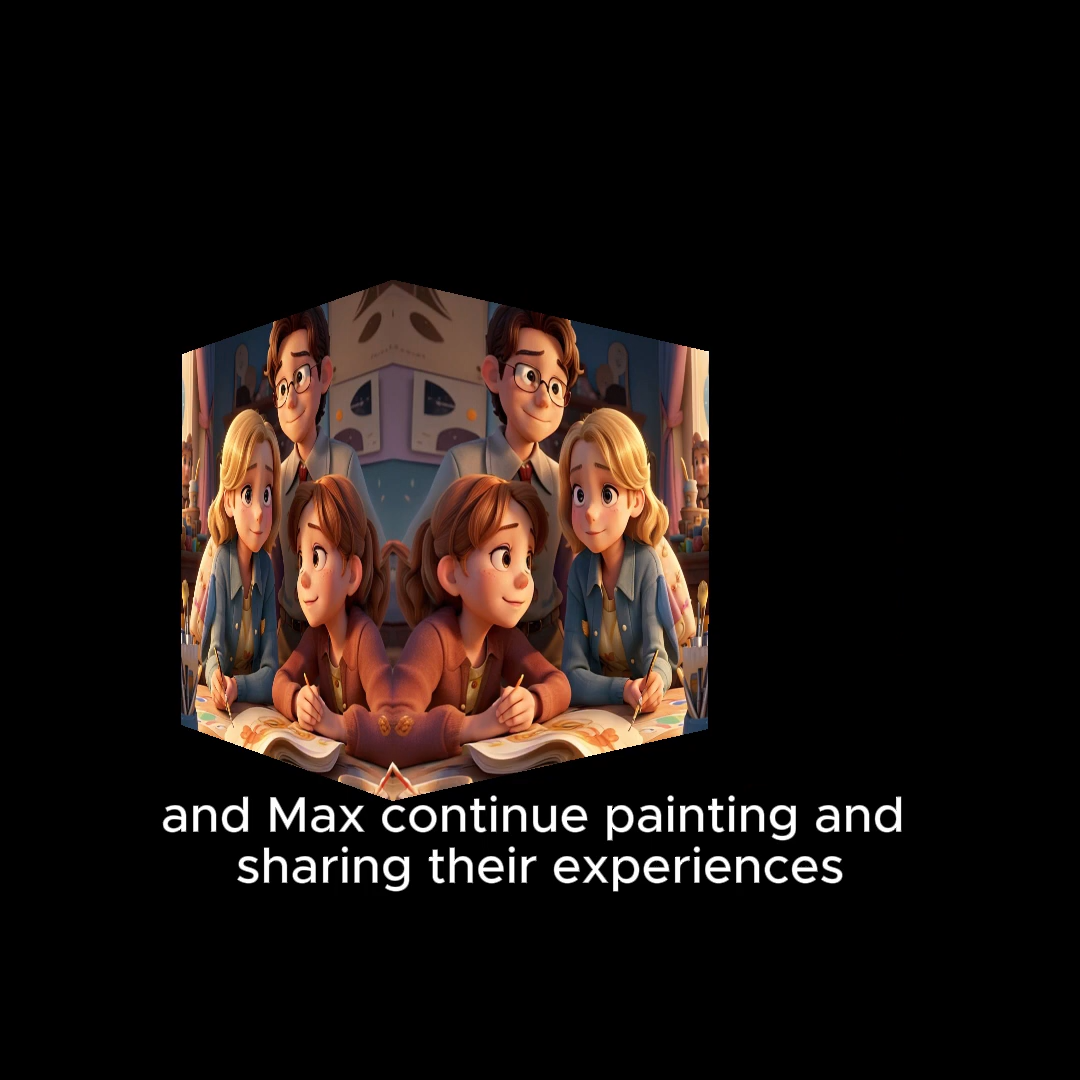 and Max continue painting and
sharing their experiences